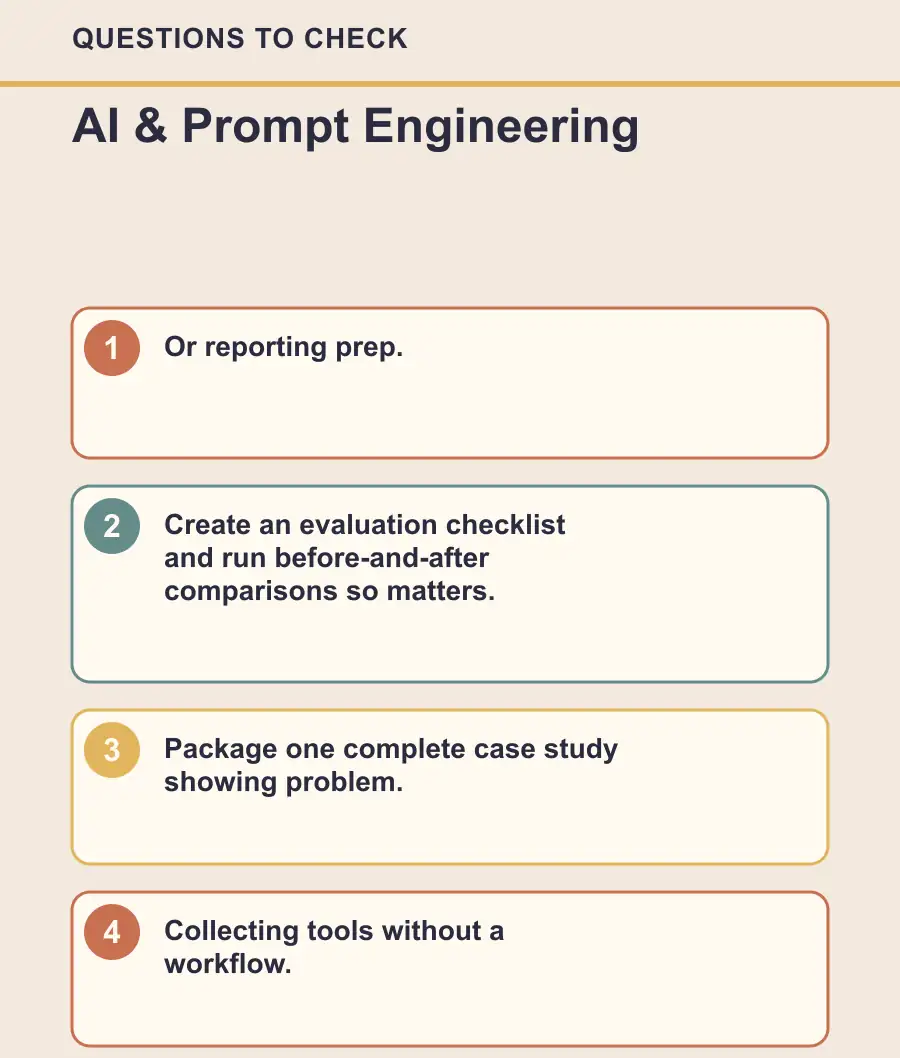 QUESTIONS TO CHECK
AI & Prompt Engineering
1
Or reporting prep.
2
Create an evaluation checklist
and run before-and-after
comparisons so matters.
3
Package one complete case study
showing problem.
4
Collecting tools without a
workflow.